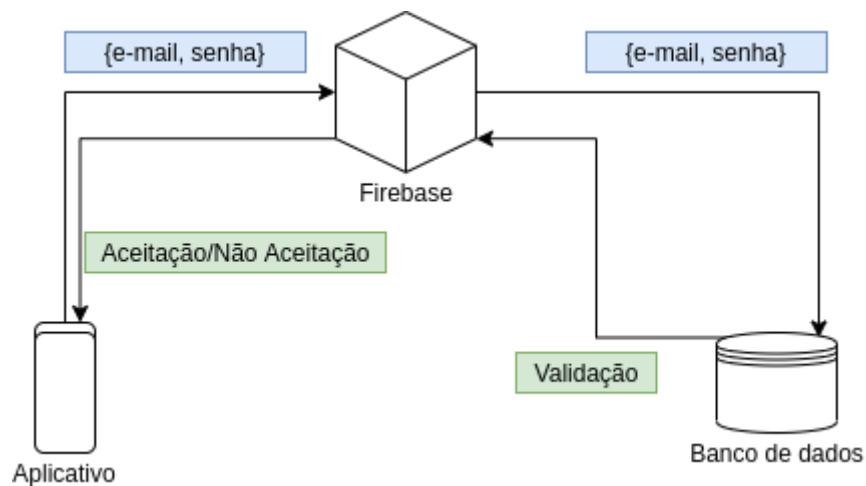 {e-mail, senha}
{e-mail, senha}
Firebase
Aceitação/Não Aceitação
Validação
Banco de dados
Aplicativo